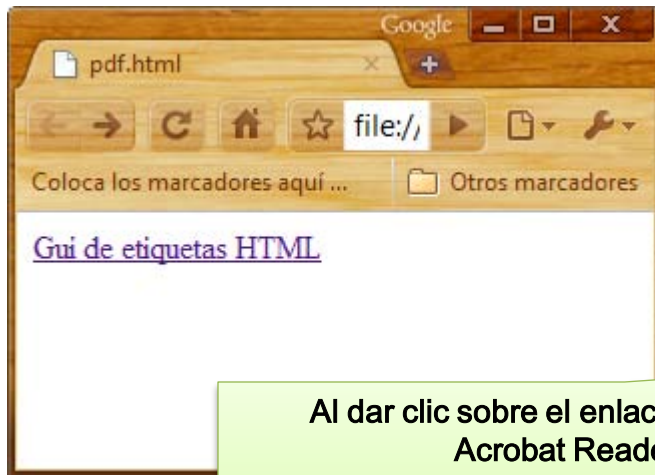 Google
pdf.html
file://
Coloca los marcadores aquí ...
Otros marcadores
Gui de etiquetas HTML
Al dar clic sobre el enlac
Acrobat Reade